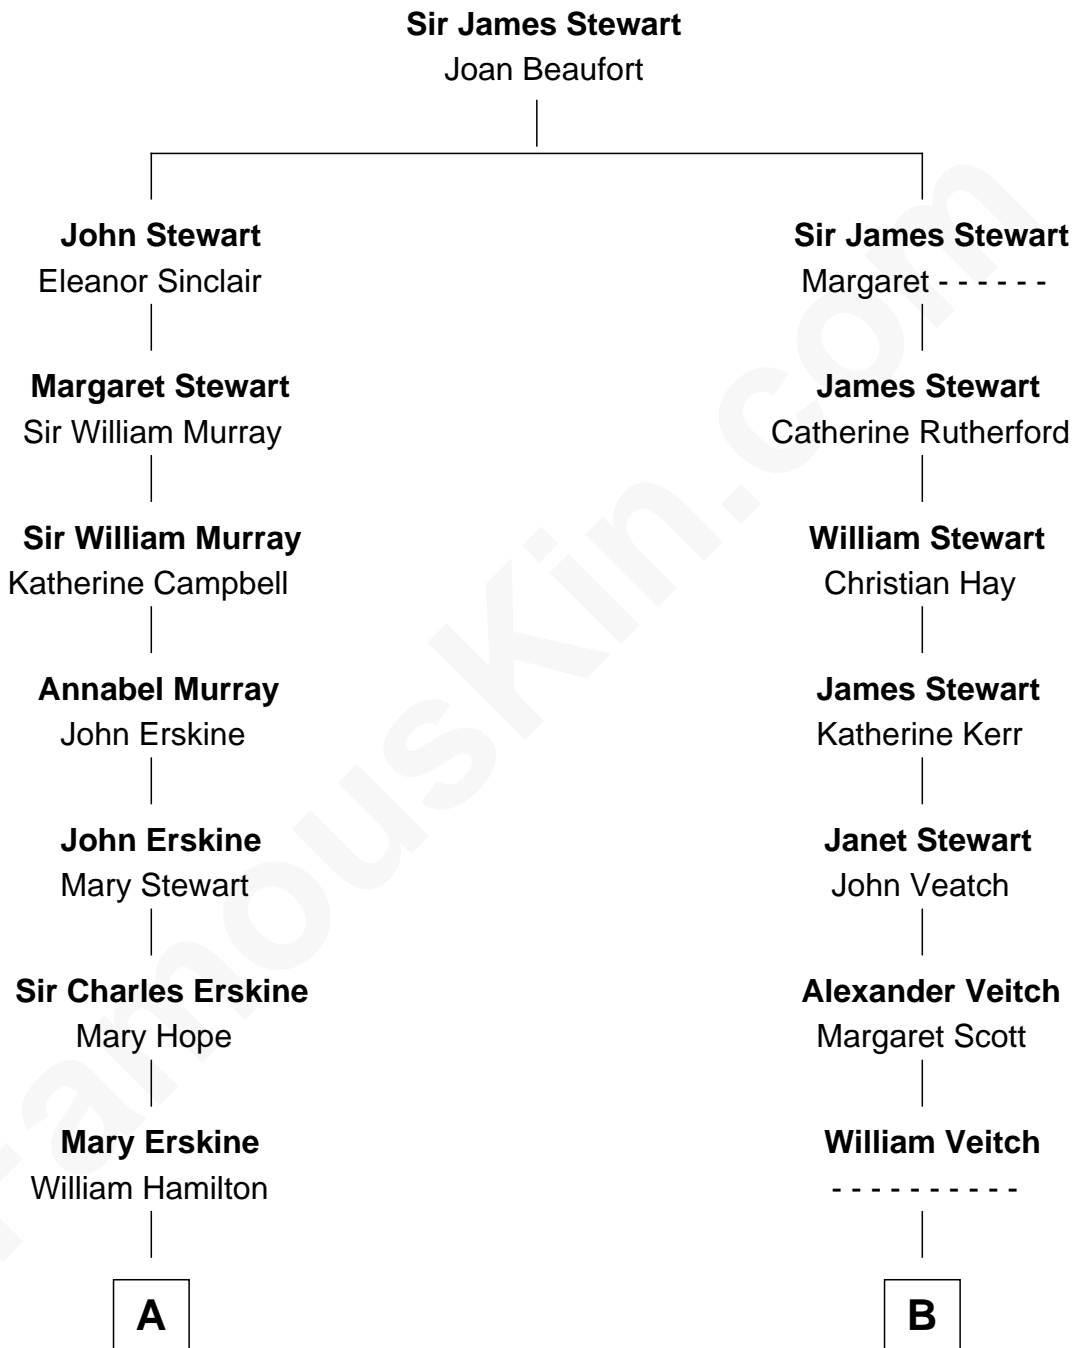 Sir James Stewart
Joan Beaufort
John Stewart
Eleanor Sinclair
Margaret Stewart
Sir William Murray
Sir William Murray
Katherine Campbell
Annabel Murray
John Erskine
John Erskine
Mary Stewart
Sir Charles Erskine
Mary Hope
Mary Erskine
William Hamilton
A
Sir James Stewart
Margaret - - - - - -
James Stewart
Catherine Rutherford
William Stewart
Christian Hay
James Stewart
Katherine Kerr
Janet Stewart
John Veatch
Alexander Veitch
Margaret Scott
William Veitch
- - - - - - - - - -
B
FamousKin.com